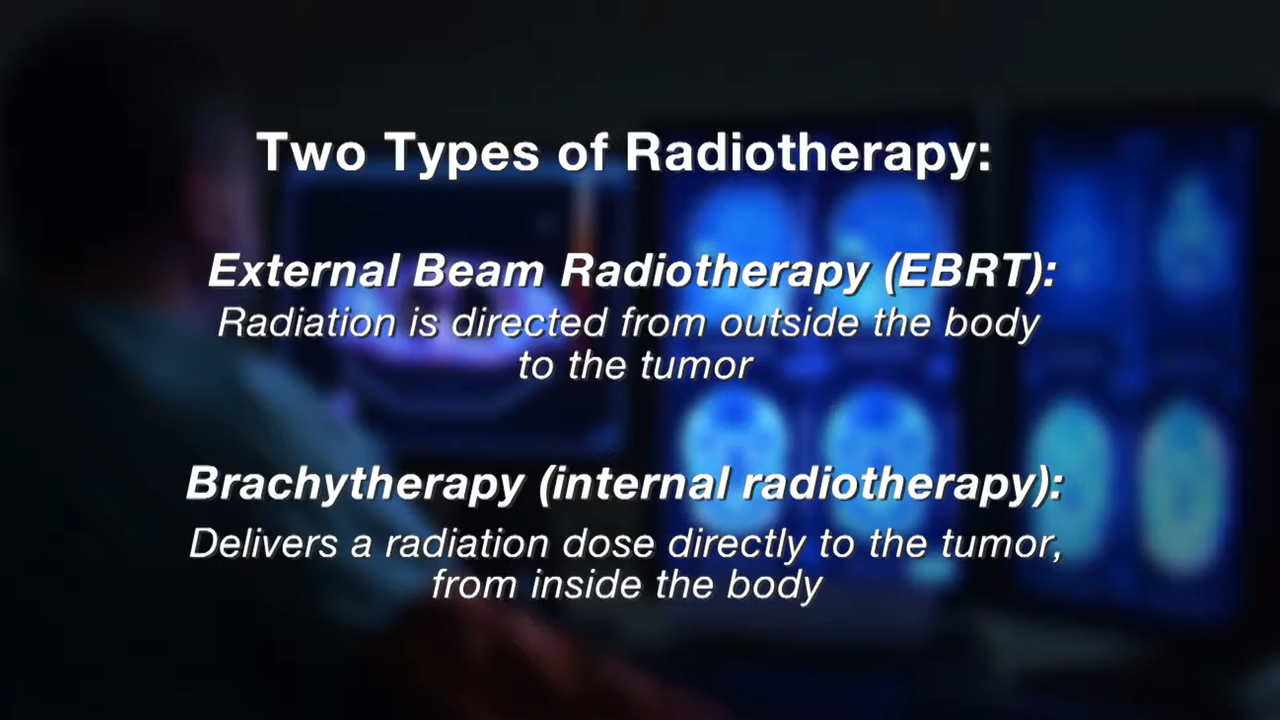 Two Types of Radiotherapy:
External Beam Radiotherapy (EBRT):
Radiation is directed from outside the body
to the tumor
Brachytherapy (internal radiotherapy):
Delivers a radiation dose directly to the tumor,
from inside the body